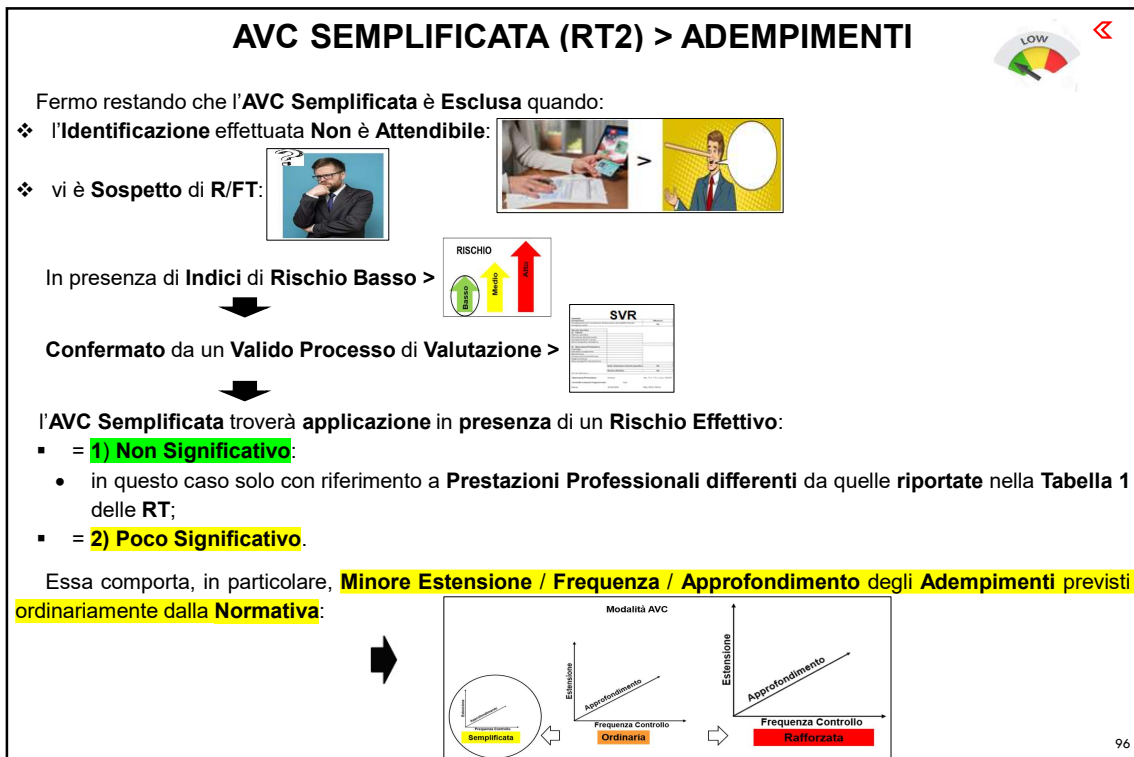 AVC SEMPLIFICATA (RT2) > ADEMPIMENTI
LOW
Fermo restando che l'AVC Semplificata è Esclusa quando:
❖ l'Identificazione effettuata Non è Attendibile:
>
❖ vi è Sospetto di R/FT:
?
In presenza di Indici di Rischio Basso >
RISCHIO
Basso
Medio
Alto
Confermato da un Valido Processo di Valutazione >
SVR
l'AVC Semplificata troverà applicazione in presenza di un Rischio Effettivo:
▪ = 1) Non Significativo:
• in questo caso solo con riferimento a Prestazioni Professionali differenti da quelle riportate nella Tabella 1
delle RT;
▪ = 2) Poco Significativo.
Essa comporta, in particolare, Minore Estensione / Frequenza / Approfondimento degli Adempimenti previsti
ordinariamente dalla Normativa:
Modalità AVC
Estensione
Approfondimento
Frequenza Controllo
Semplificata
Estensione
Approfondimento
Frequenza Controllo
Ordinaria
Estensione
Approfondimento
Frequenza Controllo
Rafforzata
96